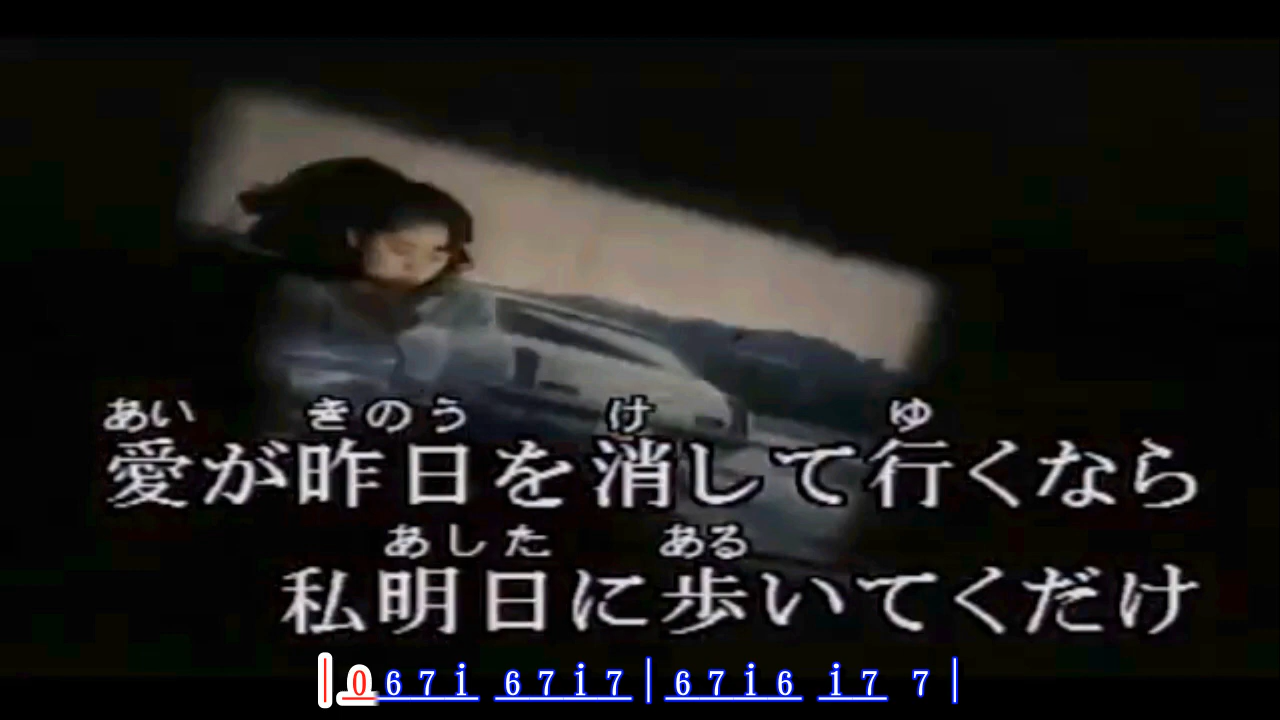 あい きのう け ゆ
愛が昨日を消して行くなら
あした ある
私明日に歩いてくだけ
| 0 6 7 i 6 7 i 7 | 6 7 i 6 i 7 7 |